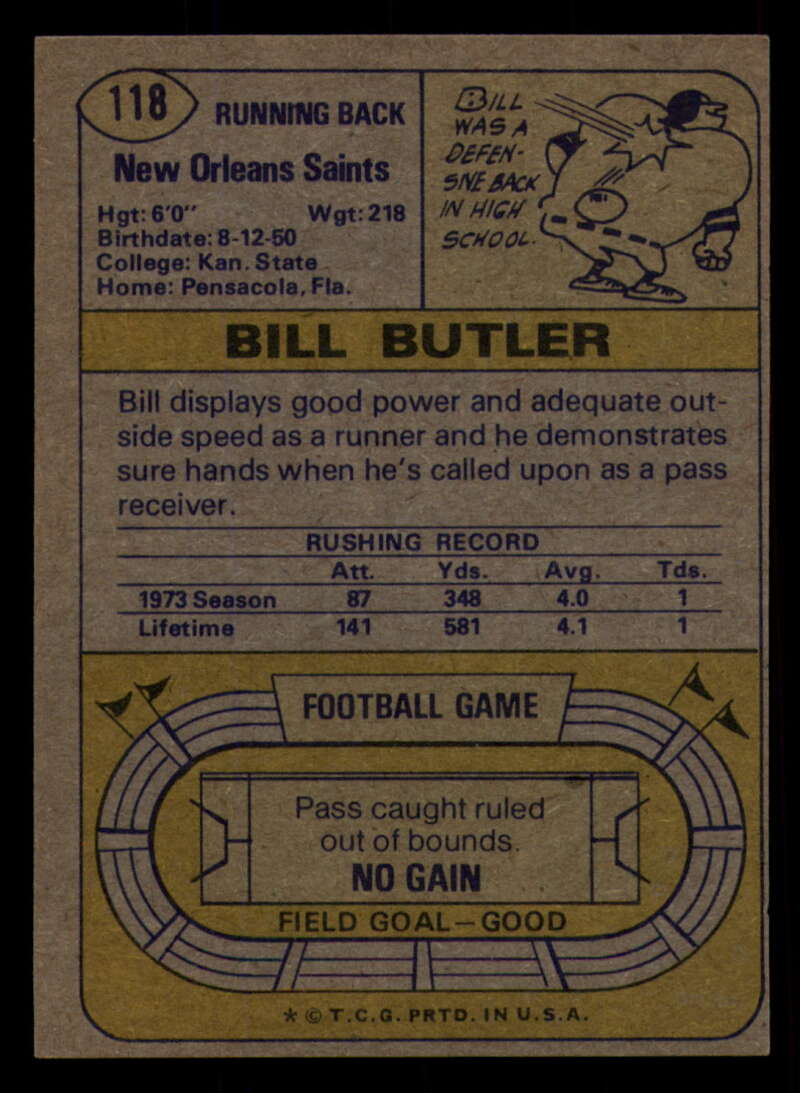 118
RUNNING BACK
New Orleans Saints
Hgt: 6'0" Wgt: 218
Birthdate: 8-12-50
College: Kan. State
Home: Pensacola, Fla.
BILL
WAS A
DEFEN-
SIVE BACK
IN HIGH
SCHOOL.
BILL BUTLER
Bill displays good power and adequate out-
side speed as a runner and he demonstrates
sure hands when he's called upon as a pass
receiver.
RUSHING RECORD
Att. Yds. Avg. Tds.
1973 Season 87 348 4.0 1
Lifetime 141 581 4.1 1
FOOTBALL GAME
Pass caught ruled
out of bounds.
NO GAIN
FIELD GOAL—GOOD
* © T.C.G. PRTD. IN U.S.A.